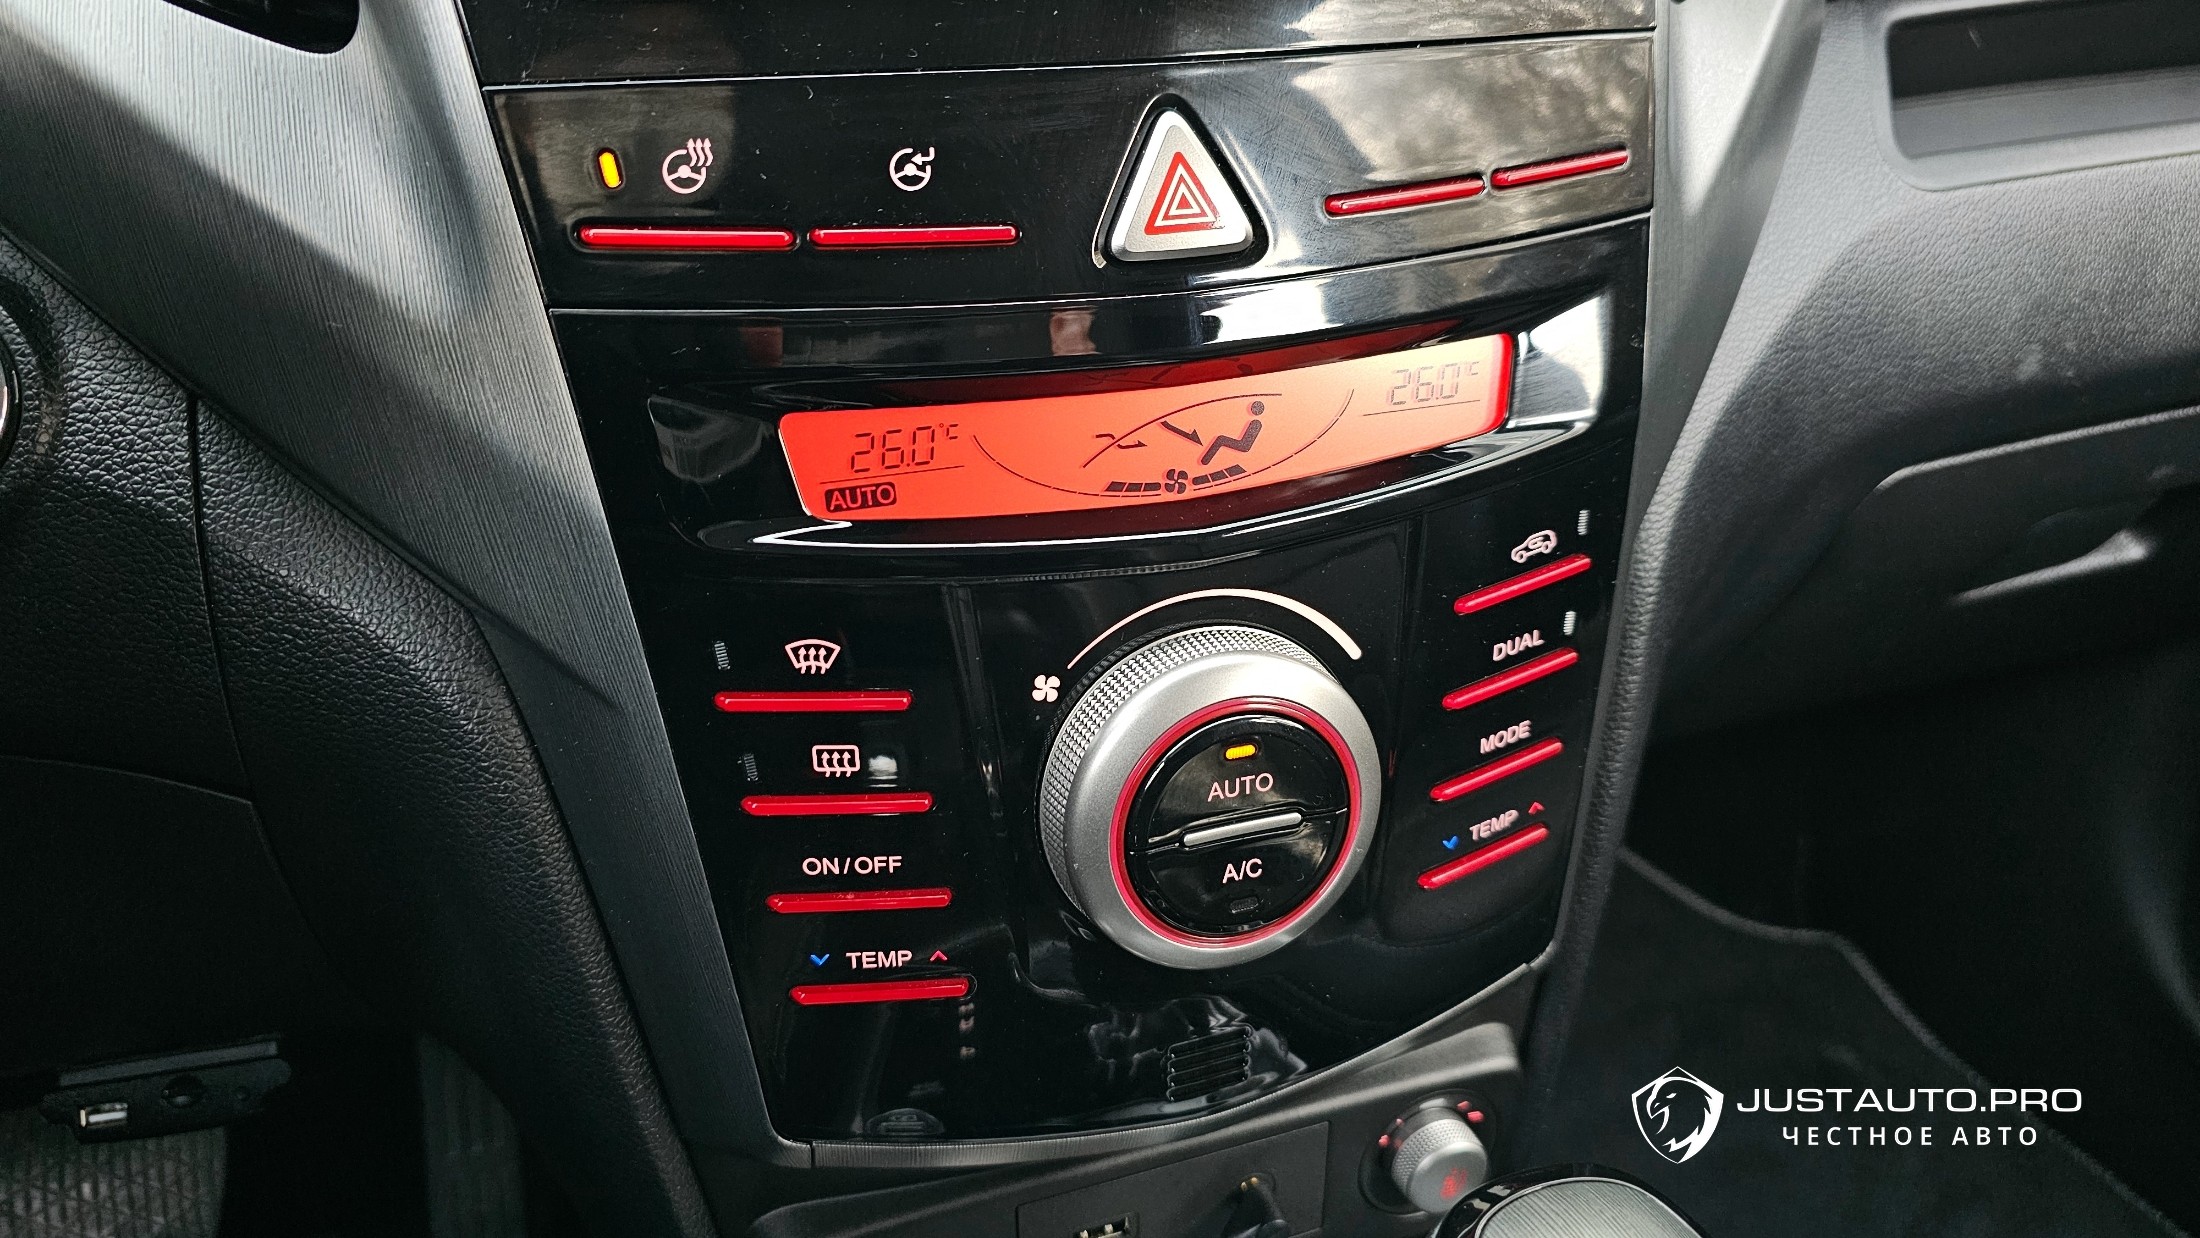 26.0°C
26.0°C
AUTO
DUAL
MODE
TEMP
AUTO
A/C
ON/OFF
TEMP
JUSTAUTO.PRO
ЧЕСТНОЕ АВТО